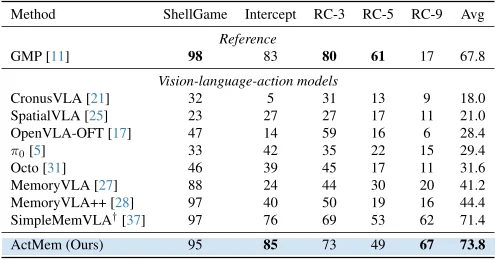 Method ShellGame Intercept RC-3 RC-5 RC-9 Avg
Reference
GMP [11] 98 83 80 61 17 67.8
Vision-language-action models
CronusVLA [21] 32 5 31 13 9 18.0
SpatialVLA [25] 23 27 27 17 11 21.0
OpenVLA-OFT [17] 47 14 59 16 6 28.4
π0 [5] 33 42 35 22 15 29.4
Octo [31] 46 39 45 17 11 31.6
MemoryVLA [27] 88 24 44 30 20 41.2
MemoryVLA++ [28] 97 40 50 19 16 44.4
SimpleMemVLA† [37] 97 76 69 53 62 71.4
ActMem (Ours) 95 85 73 49 67 73.8